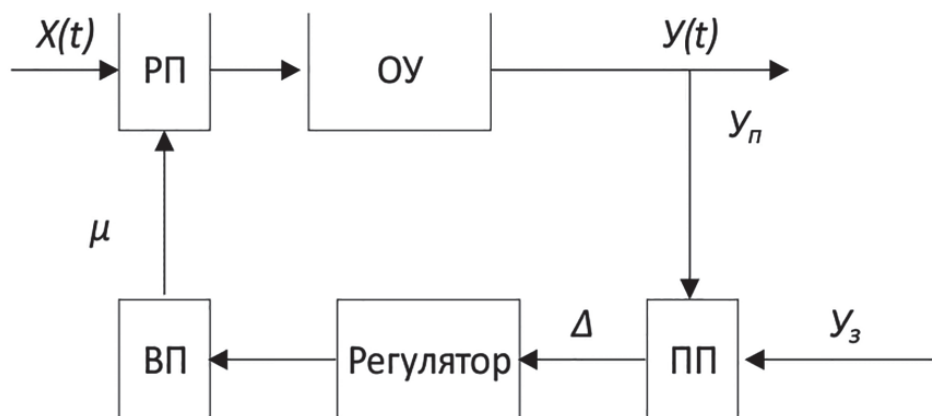 X(t)
РП
ОУ
У(t)
Уп
μ
ВП
Регулятор
Δ
ПП
Уз